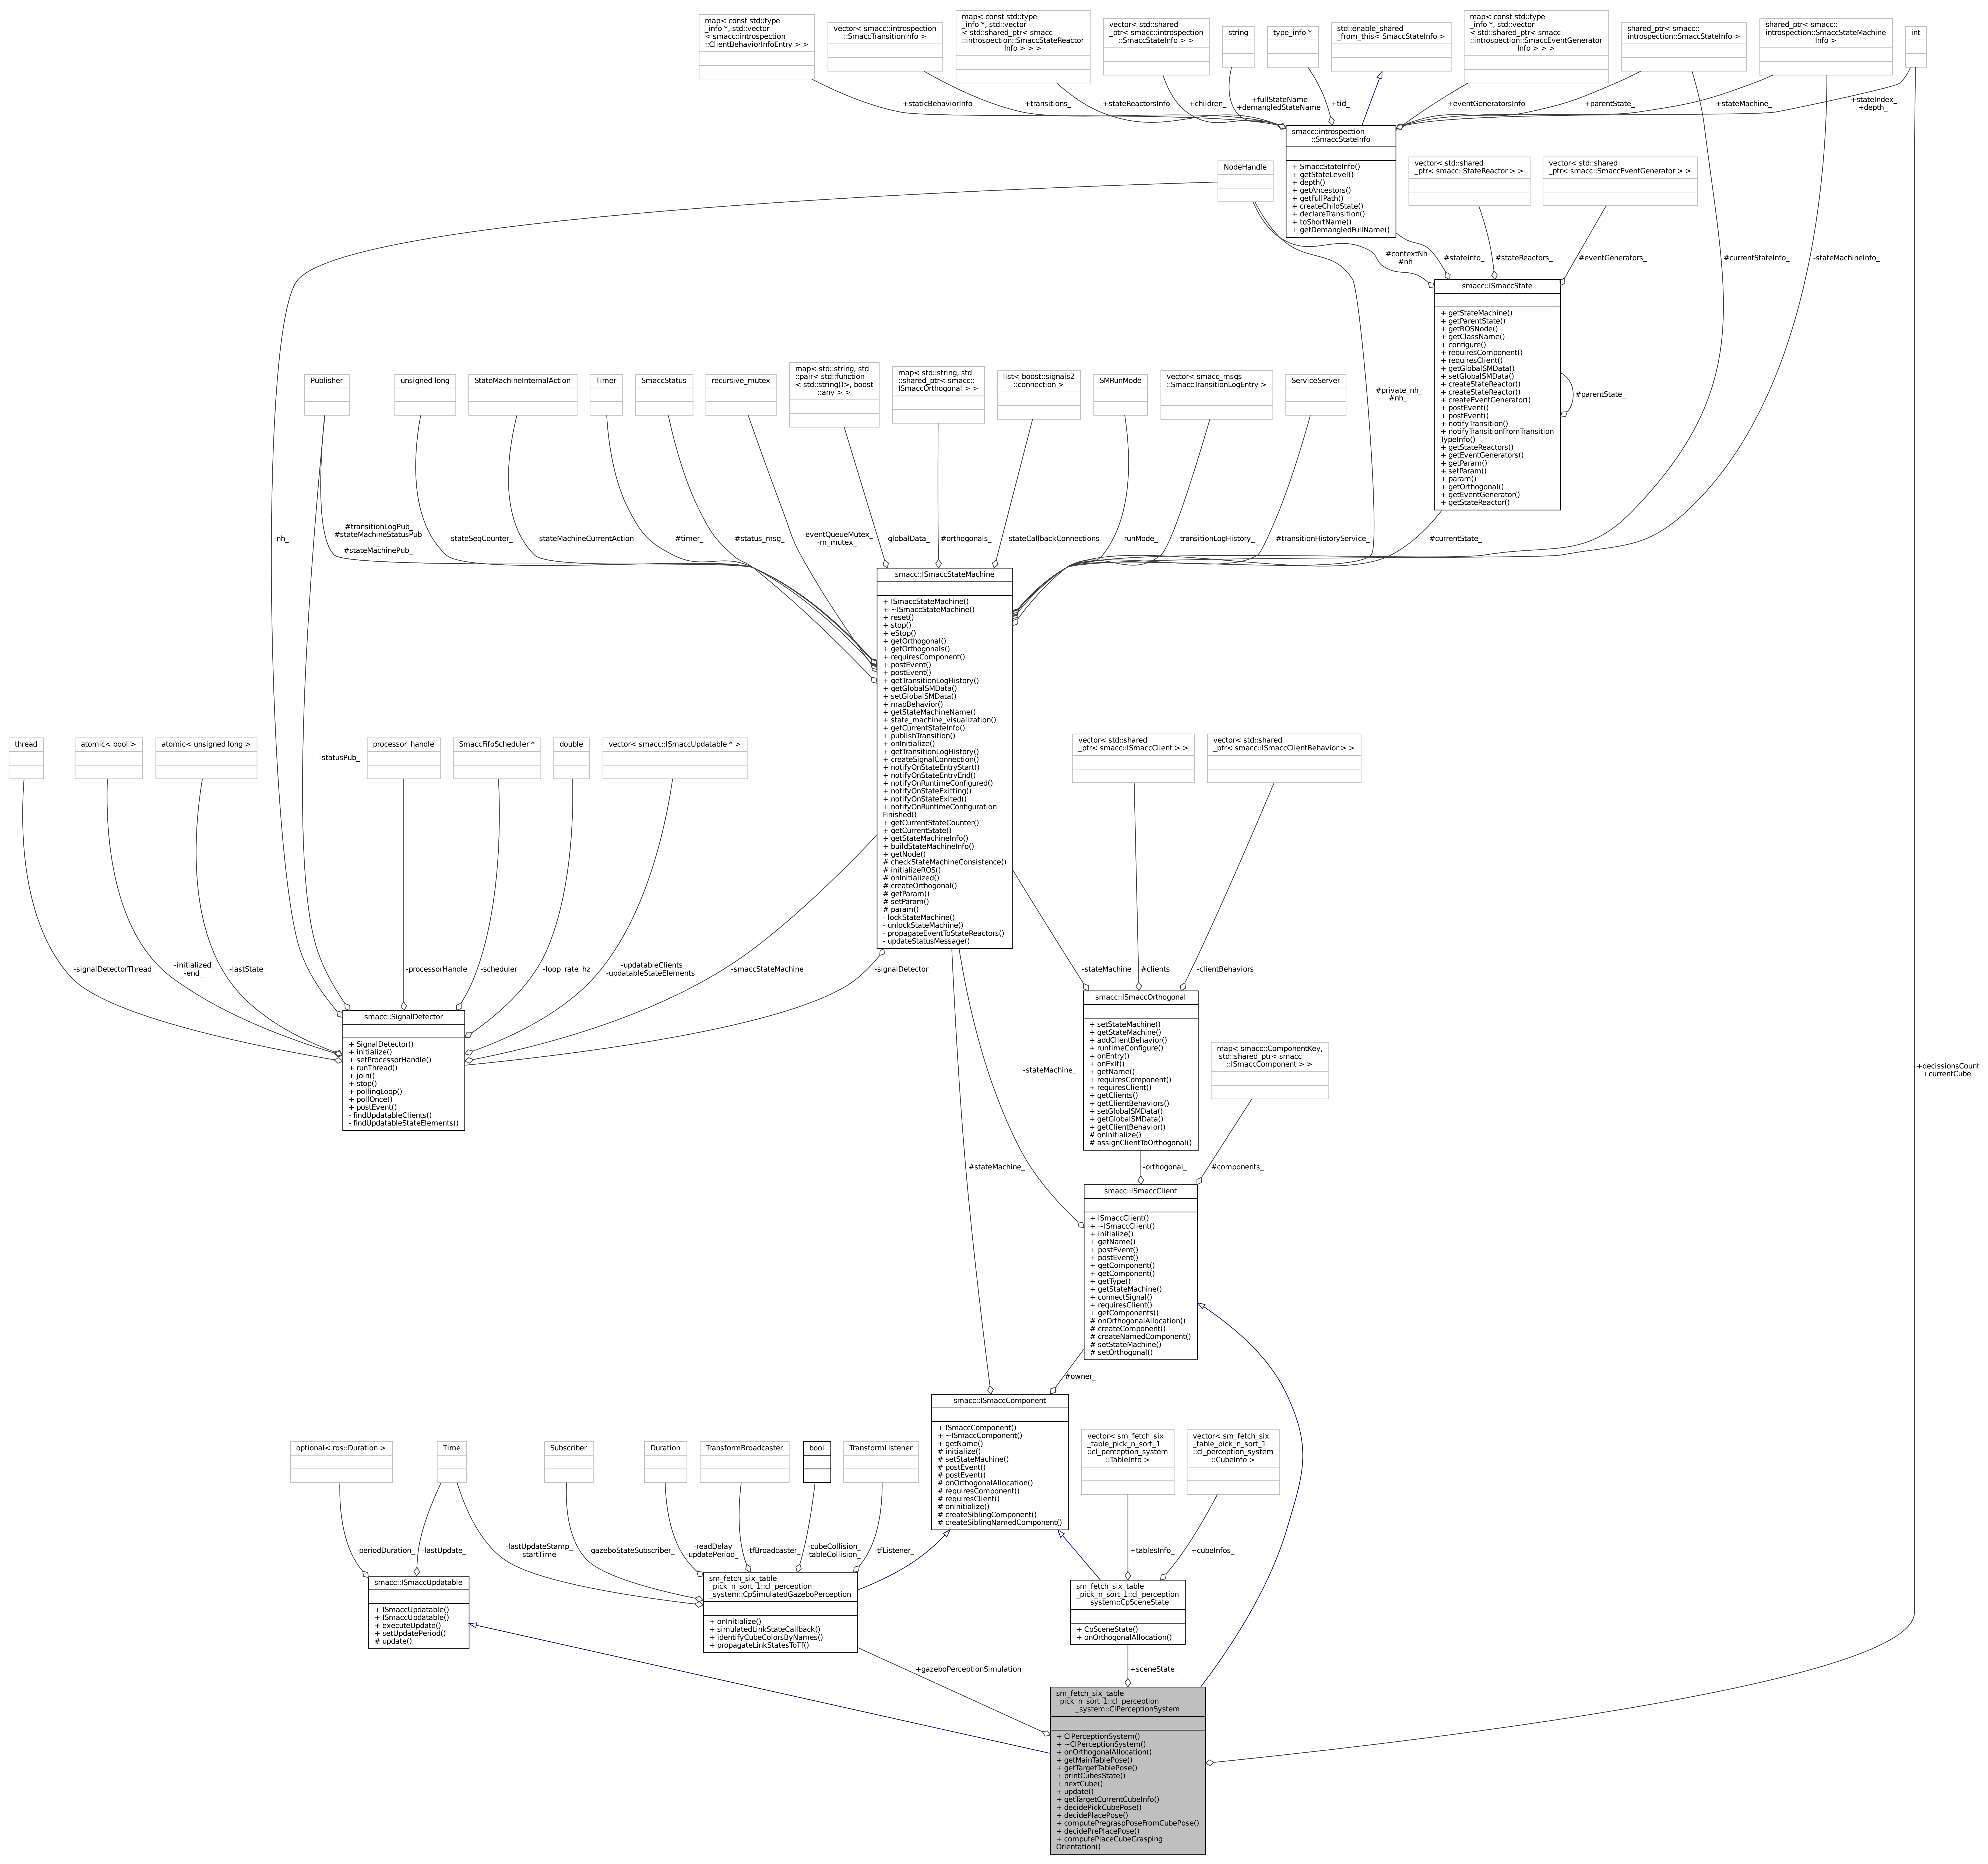 map< const std::type
_info *, std::vector
< smacc::introspection
::ClientBehaviorInfoEntry > >
vector< smacc::introspection
::SmaccTransitionInfo >
map< const std::type
_info *, std::vector
< std::shared_ptr< smacc
::introspection::SmaccStateReactor
Info > > >
vector< std::shared
_ptr< smacc::introspection
::SmaccStateInfo > >
string
type_info *
std::enable_shared
_from_this< SmaccStateInfo >
map< const std::type
_info *, std::vector
< std::shared_ptr< smacc
::introspection::SmaccEventGenerator
Info > > >
shared_ptr< smacc::
introspection::SmaccStateInfo >
shared_ptr< smacc::
introspection::SmaccStateMachine
Info >
int
+staticBehaviorInfo
+transitions_
+stateReactorsInfo
+children_
+fullStateName
+demangledStateName
+tid_
+eventGeneratorsInfo
+parentState_
+stateMachine_
+stateIndex_
+depth_
smacc::introspection
::SmaccStateInfo
+ SmaccStateInfo()
+ getStateLevel()
+ depth()
+ getAncestors()
+ getFullPath()
+ createChildState()
+ declareTransition()
+ toShortName()
+ getDemangledFullName()
NodeHandle
vector< std::shared
_ptr< smacc::StateReactor > >
vector< std::shared
_ptr< smacc::SmaccEventGenerator > >
#contextNh
#nh
#stateInfo_
#stateReactors_
#eventGenerators_
#currentStateInfo_
-stateMachineInfo_
smacc::ISmaccState
+ getStateMachine()
+ getParentState()
+ getROSNode()
+ getClassName()
+ configure()
+ requiresComponent()
+ requiresClient()
+ getGlobalSMData()
+ setGlobalSMData()
+ createStateReactor()
+ createStateReactor()
+ createEventGenerator()
+ postEvent()
+ postEvent()
+ notifyTransition()
+ notifyTransitionFromTransition
TypeInfo()
+ getStateReactors()
+ getEventGenerators()
+ getParam()
+ setParam()
+ param()
+ getOrthogonal()
+ getEventGenerator()
+ getStateReactor()
#parentState_
Publisher
unsigned long
StateMachineInternalAction
Timer
SmaccStatus
recursive_mutex
map< std::string, std
::pair< std::function
< std::string()>, boost
::any > >
map< std::string, std
::shared_ptr< smacc::
ISmaccOrthogonal > >
list< boost::signals2
::connection >
SMRunMode
vector< smacc_msgs
::SmaccTransitionLogEntry >
ServiceServer
#private_nh_
#nh_
-nh_
#transitionLogPub_
#stateMachineStatusPub
_
#stateMachinePub_
-stateSeqCounter_
-stateMachineCurrentAction
#timer_
#status_msg_
-eventQueueMutex_
-m_mutex_
-globalData_
#orthogonals_
-stateCallbackConnections
-runMode_
-transitionLogHistory_
#transitionHistoryService_
#currentState_
smacc::ISmaccStateMachine
+ ISmaccStateMachine()
+ ~ISmaccStateMachine()
+ reset()
+ stop()
+ eStop()
+ getOrthogonal()
+ getOrthogonals()
+ requiresComponent()
+ postEvent()
+ postEvent()
+ getTransitionLogHistory()
+ getGlobalSMData()
+ setGlobalSMData()
+ mapBehavior()
+ getStateMachineName()
+ state_machine_visualization()
+ getCurrentStateInfo()
+ publishTransition()
+ onInitialize()
+ getTransitionLogHistory()
+ createSignalConnection()
+ notifyOnStateEntryStart()
+ notifyOnStateEntryEnd()
+ notifyOnRuntimeConfigured()
+ notifyOnStateExitting()
+ notifyOnStateExited()
+ notifyOnRuntimeConfiguration
Finished()
+ getCurrentStateCounter()
+ getCurrentState()
+ getStateMachineInfo()
+ buildStateMachineInfo()
+ getNode()
# checkStateMachineConsistence()
# initializeROS()
# onInitialized()
# createOrthogonal()
# getParam()
# setParam()
# param()
- lockStateMachine()
- unlockStateMachine()
- propagateEventToStateReactors()
- updateStatusMessage()
thread
atomic< bool >
atomic< unsigned long >
-statusPub_
processor_handle
SmaccFifoScheduler *
double
vector< smacc::ISmaccUpdatable * >
vector< std::shared
_ptr< smacc::ISmaccClient > >
vector< std::shared
_ptr< smacc::ISmaccClientBehavior > >
-signalDetectorThread_
-initialized_
-end_
-lastState_
-processorHandle_
-scheduler_
-loop_rate_hz
-updatableClients_
-updatableStateElements_
-smaccStateMachine_
-signalDetector_
-stateMachine_
#clients_
-clientBehaviors_
smacc::SignalDetector
+ SignalDetector()
+ initialize()
+ setProcessorHandle()
+ runThread()
+ join()
+ stop()
+ pollingLoop()
+ pollOnce()
+ postEvent()
- findUpdatableClients()
- findUpdatableStateElements()
smacc::ISmaccOrthogonal
+ setStateMachine()
+ getStateMachine()
+ addClientBehavior()
+ runtimeConfigure()
+ onEntry()
+ onExit()
+ getName()
+ requiresComponent()
+ requiresClient()
+ getClients()
+ getClientBehaviors()
+ setGlobalSMData()
+ getGlobalSMData()
+ getClientBehavior()
# onInitialize()
# assignClientToOrthogonal()
map< smacc::ComponentKey,
std::shared_ptr< smacc
::ISmaccComponent > >
-stateMachine_
+decissionsCount
+currentCube
#stateMachine_
-orthogonal_
#components_
smacc::ISmaccClient
+ ISmaccClient()
+ ~ISmaccClient()
+ initialize()
+ getName()
+ postEvent()
+ postEvent()
+ getComponent()
+ getComponent()
+ getType()
+ getStateMachine()
+ connectSignal()
+ requiresClient()
+ getComponents()
# onOrthogonalAllocation()
# createComponent()
# createNamedComponent()
# setStateMachine()
# setOrthogonal()
#owner_
smacc::ISmaccComponent
+ ISmaccComponent()
+ ~ISmaccComponent()
+ getName()
# initialize()
# setStateMachine()
# postEvent()
# postEvent()
# onOrthogonalAllocation()
# requiresComponent()
# requiresClient()
# onInitialize()
# createSiblingComponent()
# createSiblingNamedComponent()
optional< ros::Duration >
Time
Subscriber
Duration
TransformBroadcaster
bool
TransformListener
vector< sm_fetch_six
_table_pick_n_sort_1
::cl_perception_system
::TableInfo >
vector< sm_fetch_six
_table_pick_n_sort_1
::cl_perception_system
::CubeInfo >
-periodDuration_
-lastUpdate_
-lastUpdateStamp_
-startTime
-gazeboStateSubscriber_
-readDelay
-updatePeriod_
-tfBroadcaster_
-cubeCollision_
-tableCollision_
-tfListener_
+tablesInfo_
+cubeInfos_
smacc::ISmaccUpdatable
+ ISmaccUpdatable()
+ ISmaccUpdatable()
+ executeUpdate()
+ setUpdatePeriod()
# update()
sm_fetch_six_table
_pick_n_sort_1::cl_perception
_system::CpSimulatedGazeboPerception
+ onInitialize()
+ simulatedLinkStateCallback()
+ identifyCubeColorsByNames()
+ propagateLinkStatesToTf()
sm_fetch_six_table
_pick_n_sort_1::cl_perception
_system::CpSceneState
+ CpSceneState()
+ onOrthogonalAllocation()
+gazeboPerceptionSimulation_
+sceneState_
sm_fetch_six_table
_pick_n_sort_1::cl_perception
_system::ClPerceptionSystem
+ ClPerceptionSystem()
+ ~ClPerceptionSystem()
+ onOrthogonalAllocation()
+ getMainTablePose()
+ getTargetTablePose()
+ printCubesState()
+ nextCube()
+ update()
+ getTargetCurrentCubeInfo()
+ decidePickCubePose()
+ decidePlacePose()
+ computePregraspPoseFromCubePose()
+ decidePrePlacePose()
+ computePlaceCubeGrasping
Orientation()